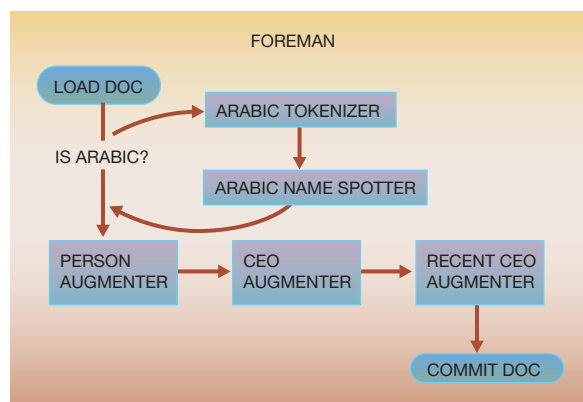 FOREMAN
LOAD DOC
ARABIC TOKENIZER
IS ARABIC?
ARABIC NAME SPOTTER
PERSON
AUGMENTER
CEO
AUGMENTER
RECENT CEO
AUGMENTER
COMMIT DOC